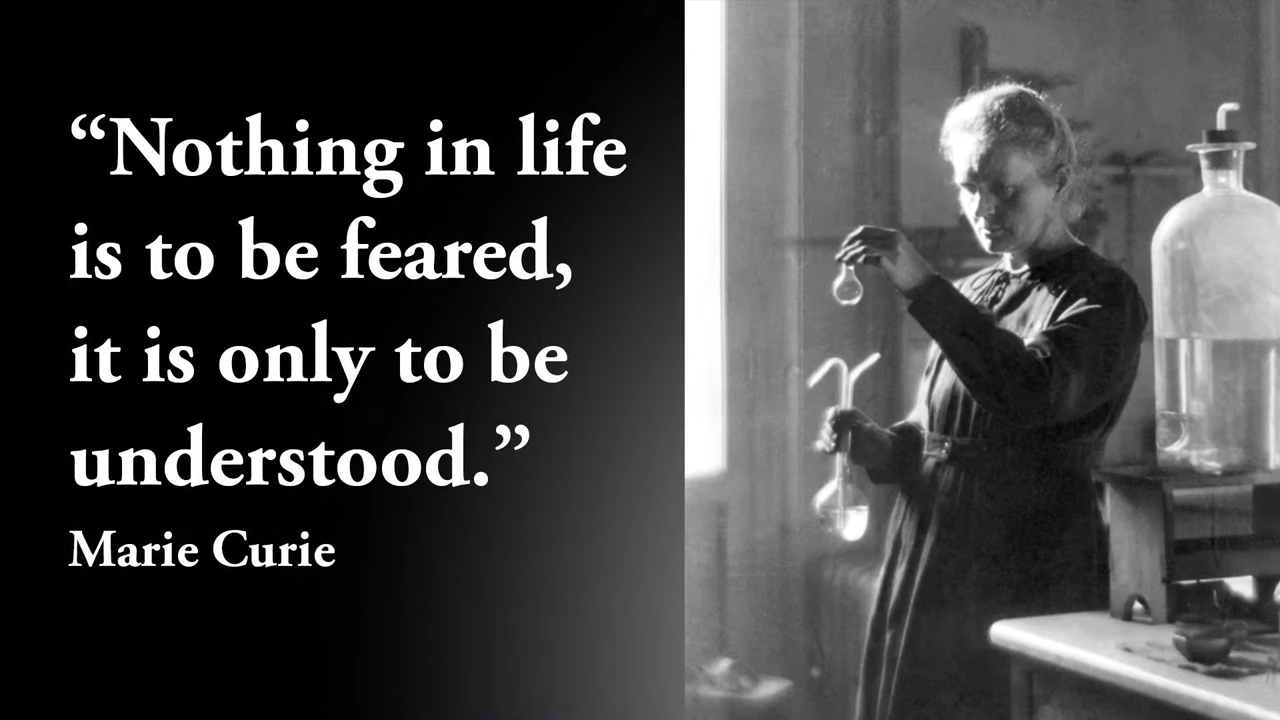 “Nothing in life
is to be feared,
it is only to be
understood.”
Marie Curie